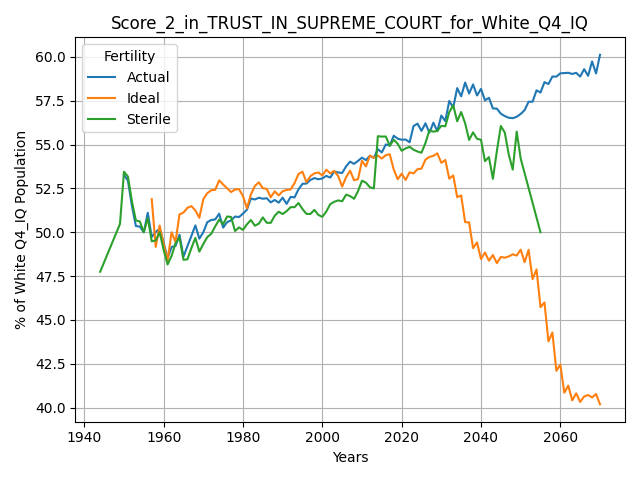 Score_2_in_TRUST_IN_SUPREME_COURT_for_White_Q4_IQ
Fertility
Actual
Ideal
Sterile
% of White Q4_IQ Population
60.0
57.5
55.0
52.5
50.0
47.5
45.0
42.5
40.0
1940
1960
1980
2000
2020
2040
2060
Years